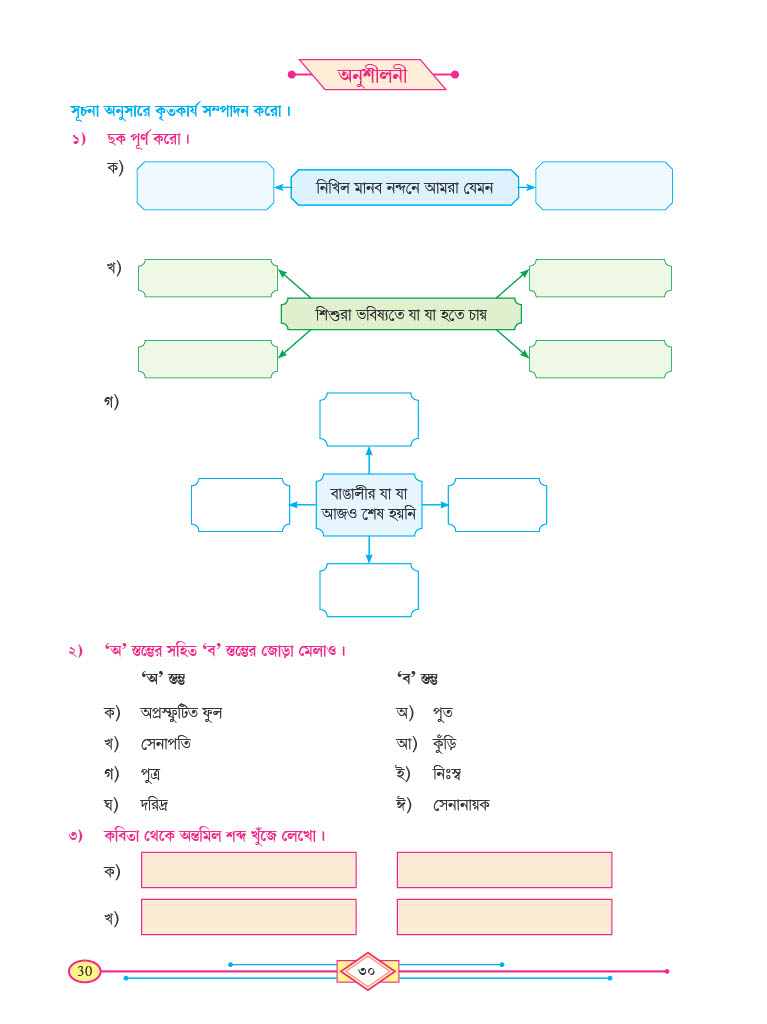 অনুশীলনী
সূচনা অনুসারে কৃতকার্য সম্পাদন করো।
১) ছক পূর্ণ করো।
ক)
নিখিল মানব নন্দনে আমরা যেমন
খ)
শিশুরা ভবিষ্যতে যা যা হতে চায়
গ)
বাঙালীর যা যা
আজও শেষ হয়নি
২) ‘অ’ স্তম্ভের সহিত ‘ব’ স্তম্ভের জোড়া মেলাও।
‘অ’ স্তম্ভ ‘ব’ স্তম্ভ
ক) অপ্রস্ফুটিত ফুল অ) পুত
খ) সেনাপতি আ) কুঁড়ি
গ) পুত্র ই) নিঃস্ব
ঘ) দরিদ্র ঈ) সেনানায়ক
৩) কবিতা থেকে অন্তমিল শব্দ খুঁজে লেখো।
ক)
খ)
30 ৩০